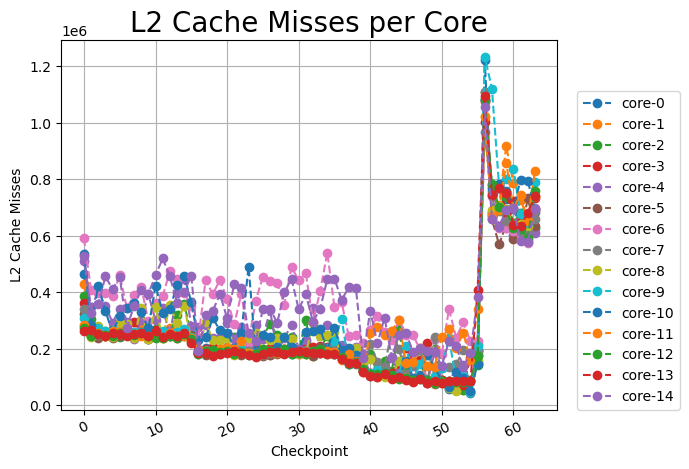 L2 Cache Misses per Core
1e6
L2 Cache Misses
1.2
1.0
0.8
0.6
0.4
0.2
0.0
0
10
20
30
40
50
60
Checkpoint
core-0
core-1
core-2
core-3
core-4
core-5
core-6
core-7
core-8
core-9
core-10
core-11
core-12
core-13
core-14